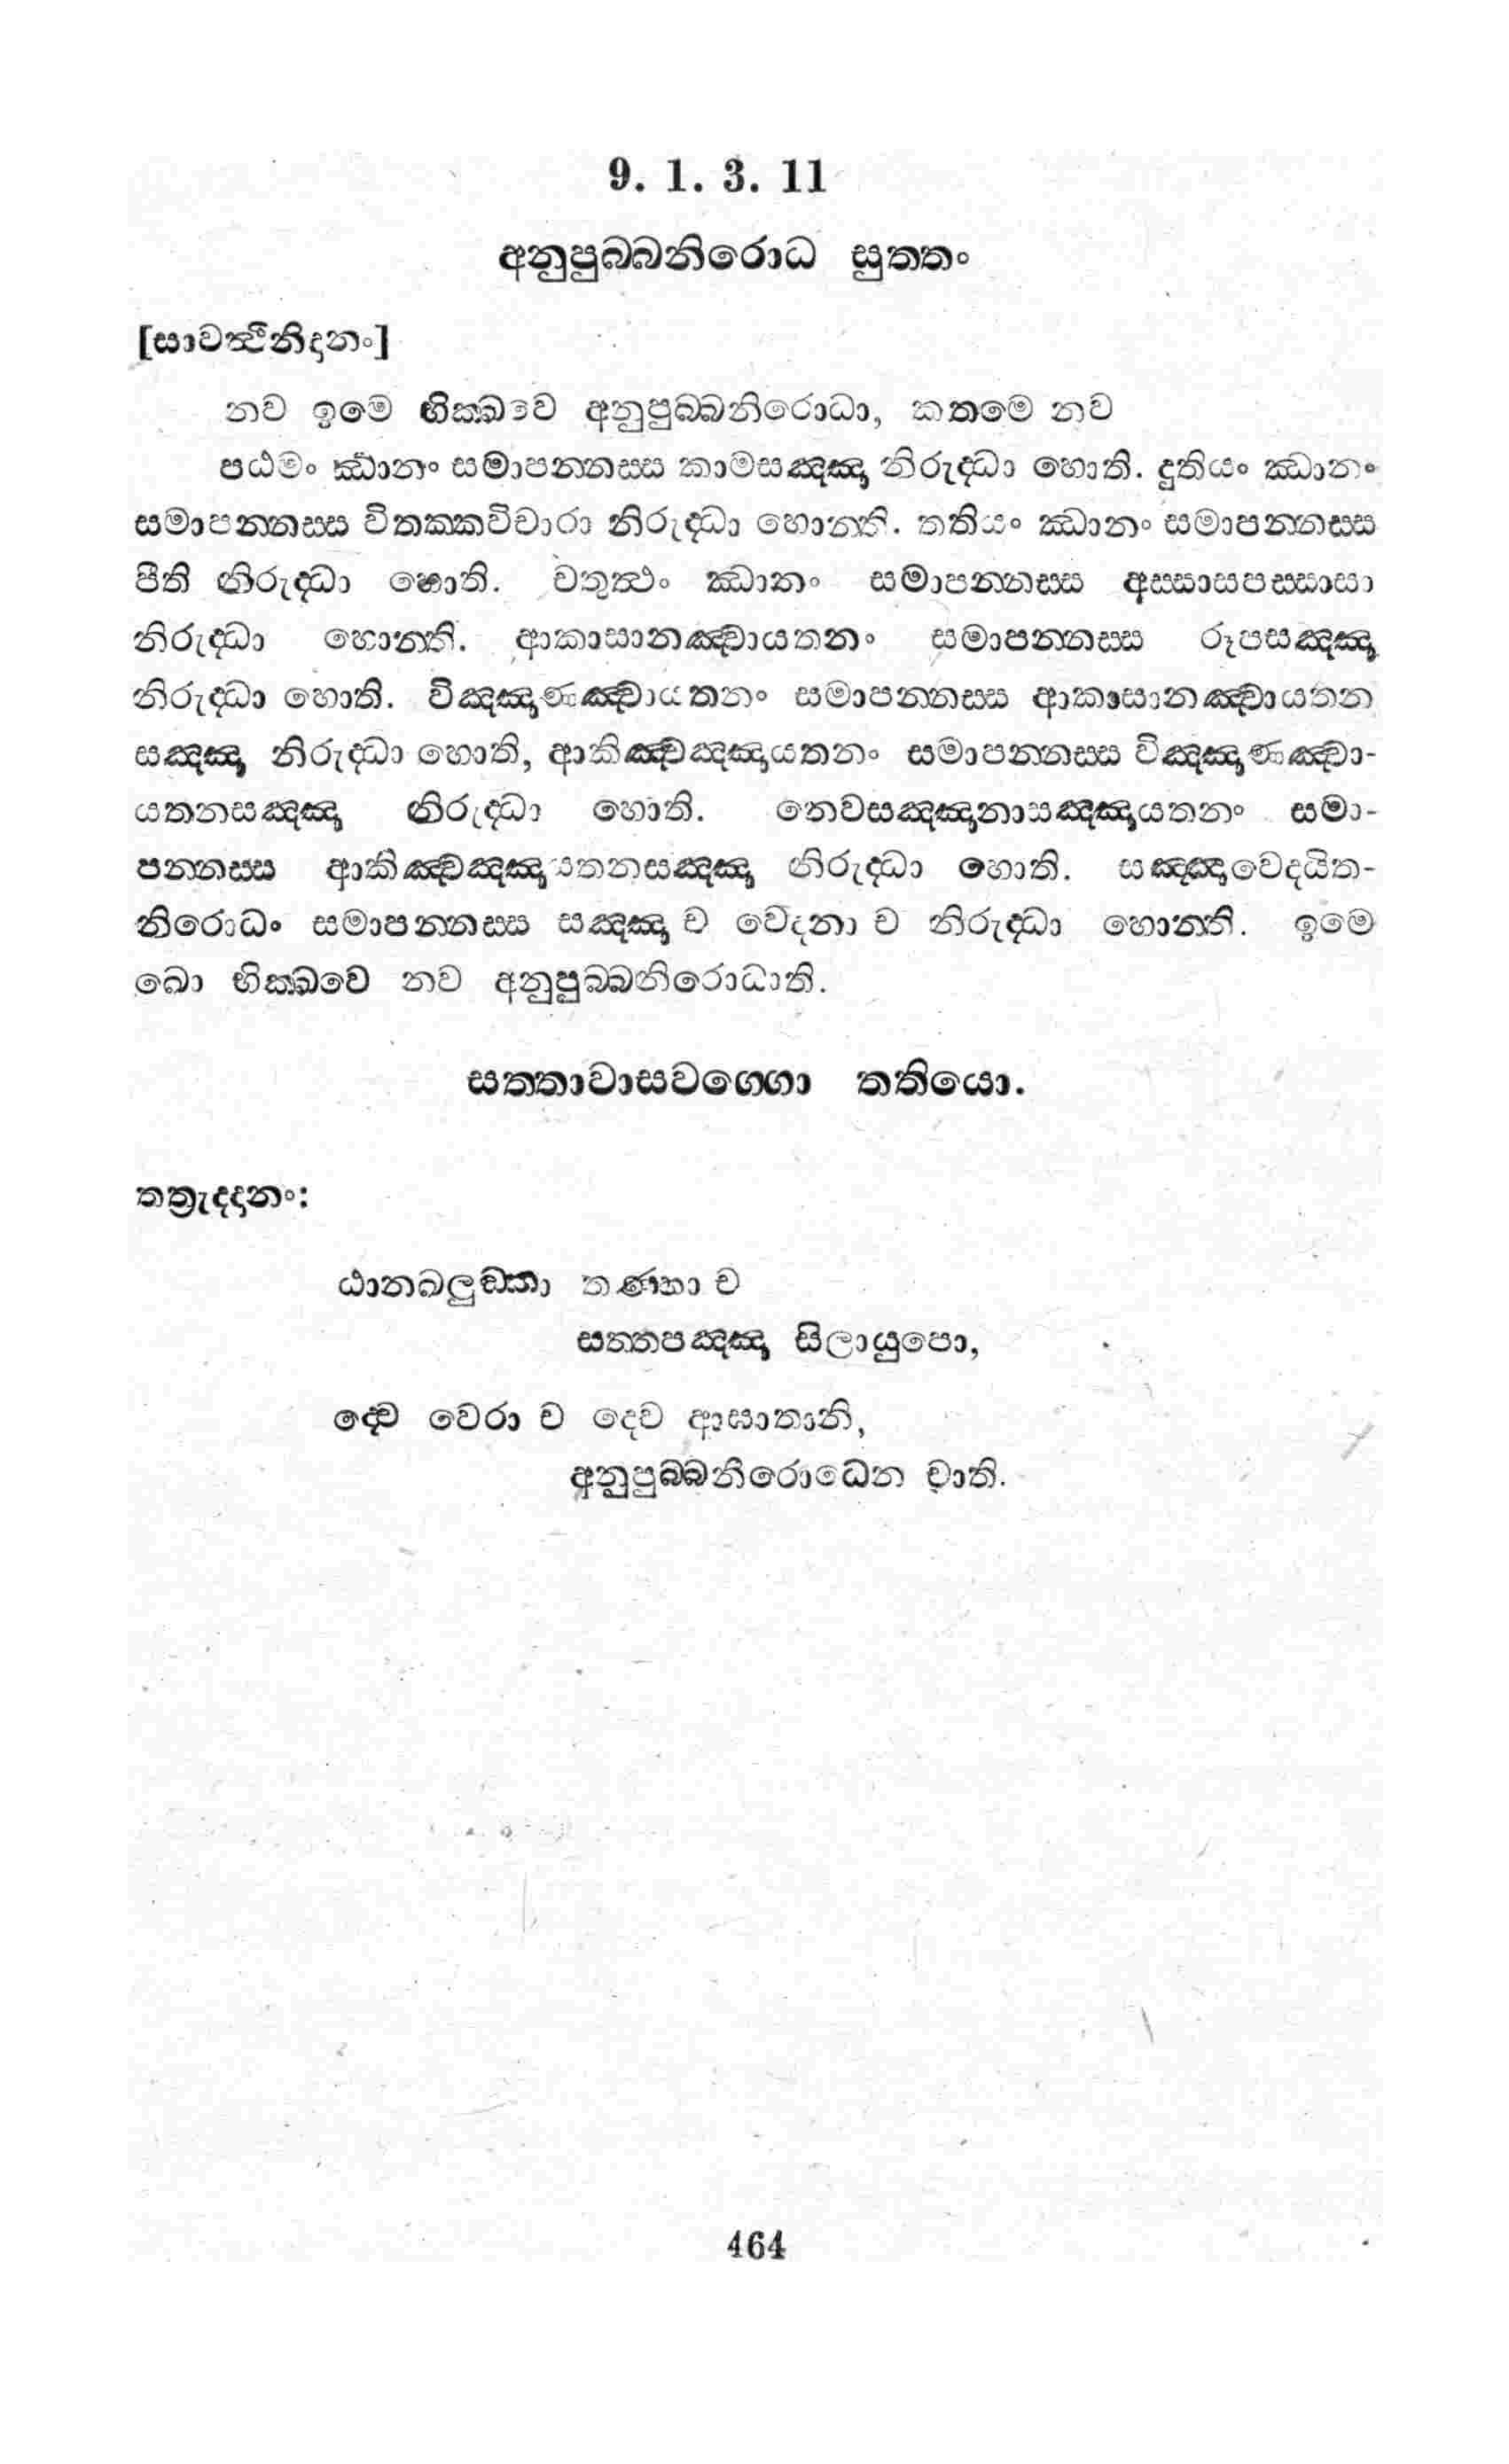 9. 1. 3. 11
අනුපුබ්බනිරොධ සුත්තං
[සාවත්ථිනිදානං]
නව ඉමෙ භික්ඛවෙ අනුපුබ්බනිරොධා, කතමෙ නව
පඨමං ඣානං සමාපන්නස්ස කාමසඤ්ඤා නිරුද්ධා හොති. දුතියං ඣානං
සමාපන්නස්ස විතක්කවිචාරා නිරුද්ධා හොන්ති. තතියං ඣානං සමාපන්නස්ස
පීති නිරුද්ධා හොති. චතුත්ථං ඣානං සමාපන්නස්ස අස්සාසපස්සාසා
නිරුද්ධා හොන්ති. ආකාසානඤ්චායතනං සමාපන්නස්ස රූපසඤ්ඤා
නිරුද්ධා හොති. විඤ්ඤාණඤ්චායතනං සමාපන්නස්ස ආකාසානඤ්චායතන
සඤ්ඤා නිරුද්ධා හොති, ආකිඤ්චඤ්ඤායතනං සමාපන්නස්ස විඤ්ඤාණඤ්චා-
යතනසඤ්ඤා නිරුද්ධා හොති. නෙවසඤ්ඤානාසඤ්ඤායතනං සමා-
පන්නස්ස ආකිඤ්චඤ්ඤායතනසඤ්ඤා නිරුද්ධා හොති. සඤ්ඤාවෙදයිත-
නිරොධං සමාපන්නස්ස සඤ්ඤා ච වෙදනා ච නිරුද්ධා හොන්ති. ඉමෙ
ඛො භික්ඛවෙ නව අනුපුබ්බනිරොධාති.
සත්තාවාසවග්ගො තතියො.
තත්‍රැද්දානං:
ඨානඛලුඞ්කා තණ්හා ච
සත්තපඤ්ඤා සිලායුපො,
ද්වෙ වෙරා ච ද්වෙ ආඝාතානි,
අනුපුබ්බනිරොධෙන චාති.
464